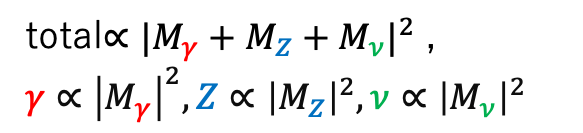 total∝ |M_γ + M_Z + M_ν|² ,
γ ∝ |M_γ|², Z ∝ |M_Z|², ν ∝ |M_ν|²